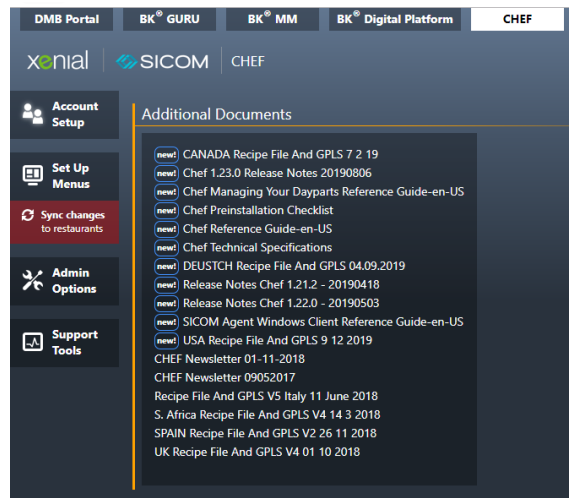 DMB Portal
BK® GURU
BK® MM
BK® Digital Platform
CHEF
xenial
SICOM
CHEF
Account
Setup
Set Up
Menus
Sync changes
to restaurants
Admin
Options
Support
Tools
Additional Documents
new! CANADA Recipe File And GPLS 7 2 19
new! Chef 1.23.0 Release Notes 20190806
new! Chef Managing Your Dayparts Reference Guide-en-US
new! Chef Preinstallation Checklist
new! Chef Reference Guide-en-US
new! Chef Technical Specifications
new! DEUSTCH Recipe File And GPLS 04.09.2019
new! Release Notes Chef 1.21.2 - 20190418
new! Release Notes Chef 1.22.0 - 20190503
new! SICOM Agent Windows Client Reference Guide-en-US
new! USA Recipe File And GPLS 9 12 2019
CHEF Newsletter 01-11-2018
CHEF Newsletter 09052017
Recipe File And GPLS V5 Italy 11 June 2018
S. Africa Recipe File And GPLS V4 14 3 2018
SPAIN Recipe File And GPLS V2 26 11 2018
UK Recipe File And GPLS V4 01 10 2018